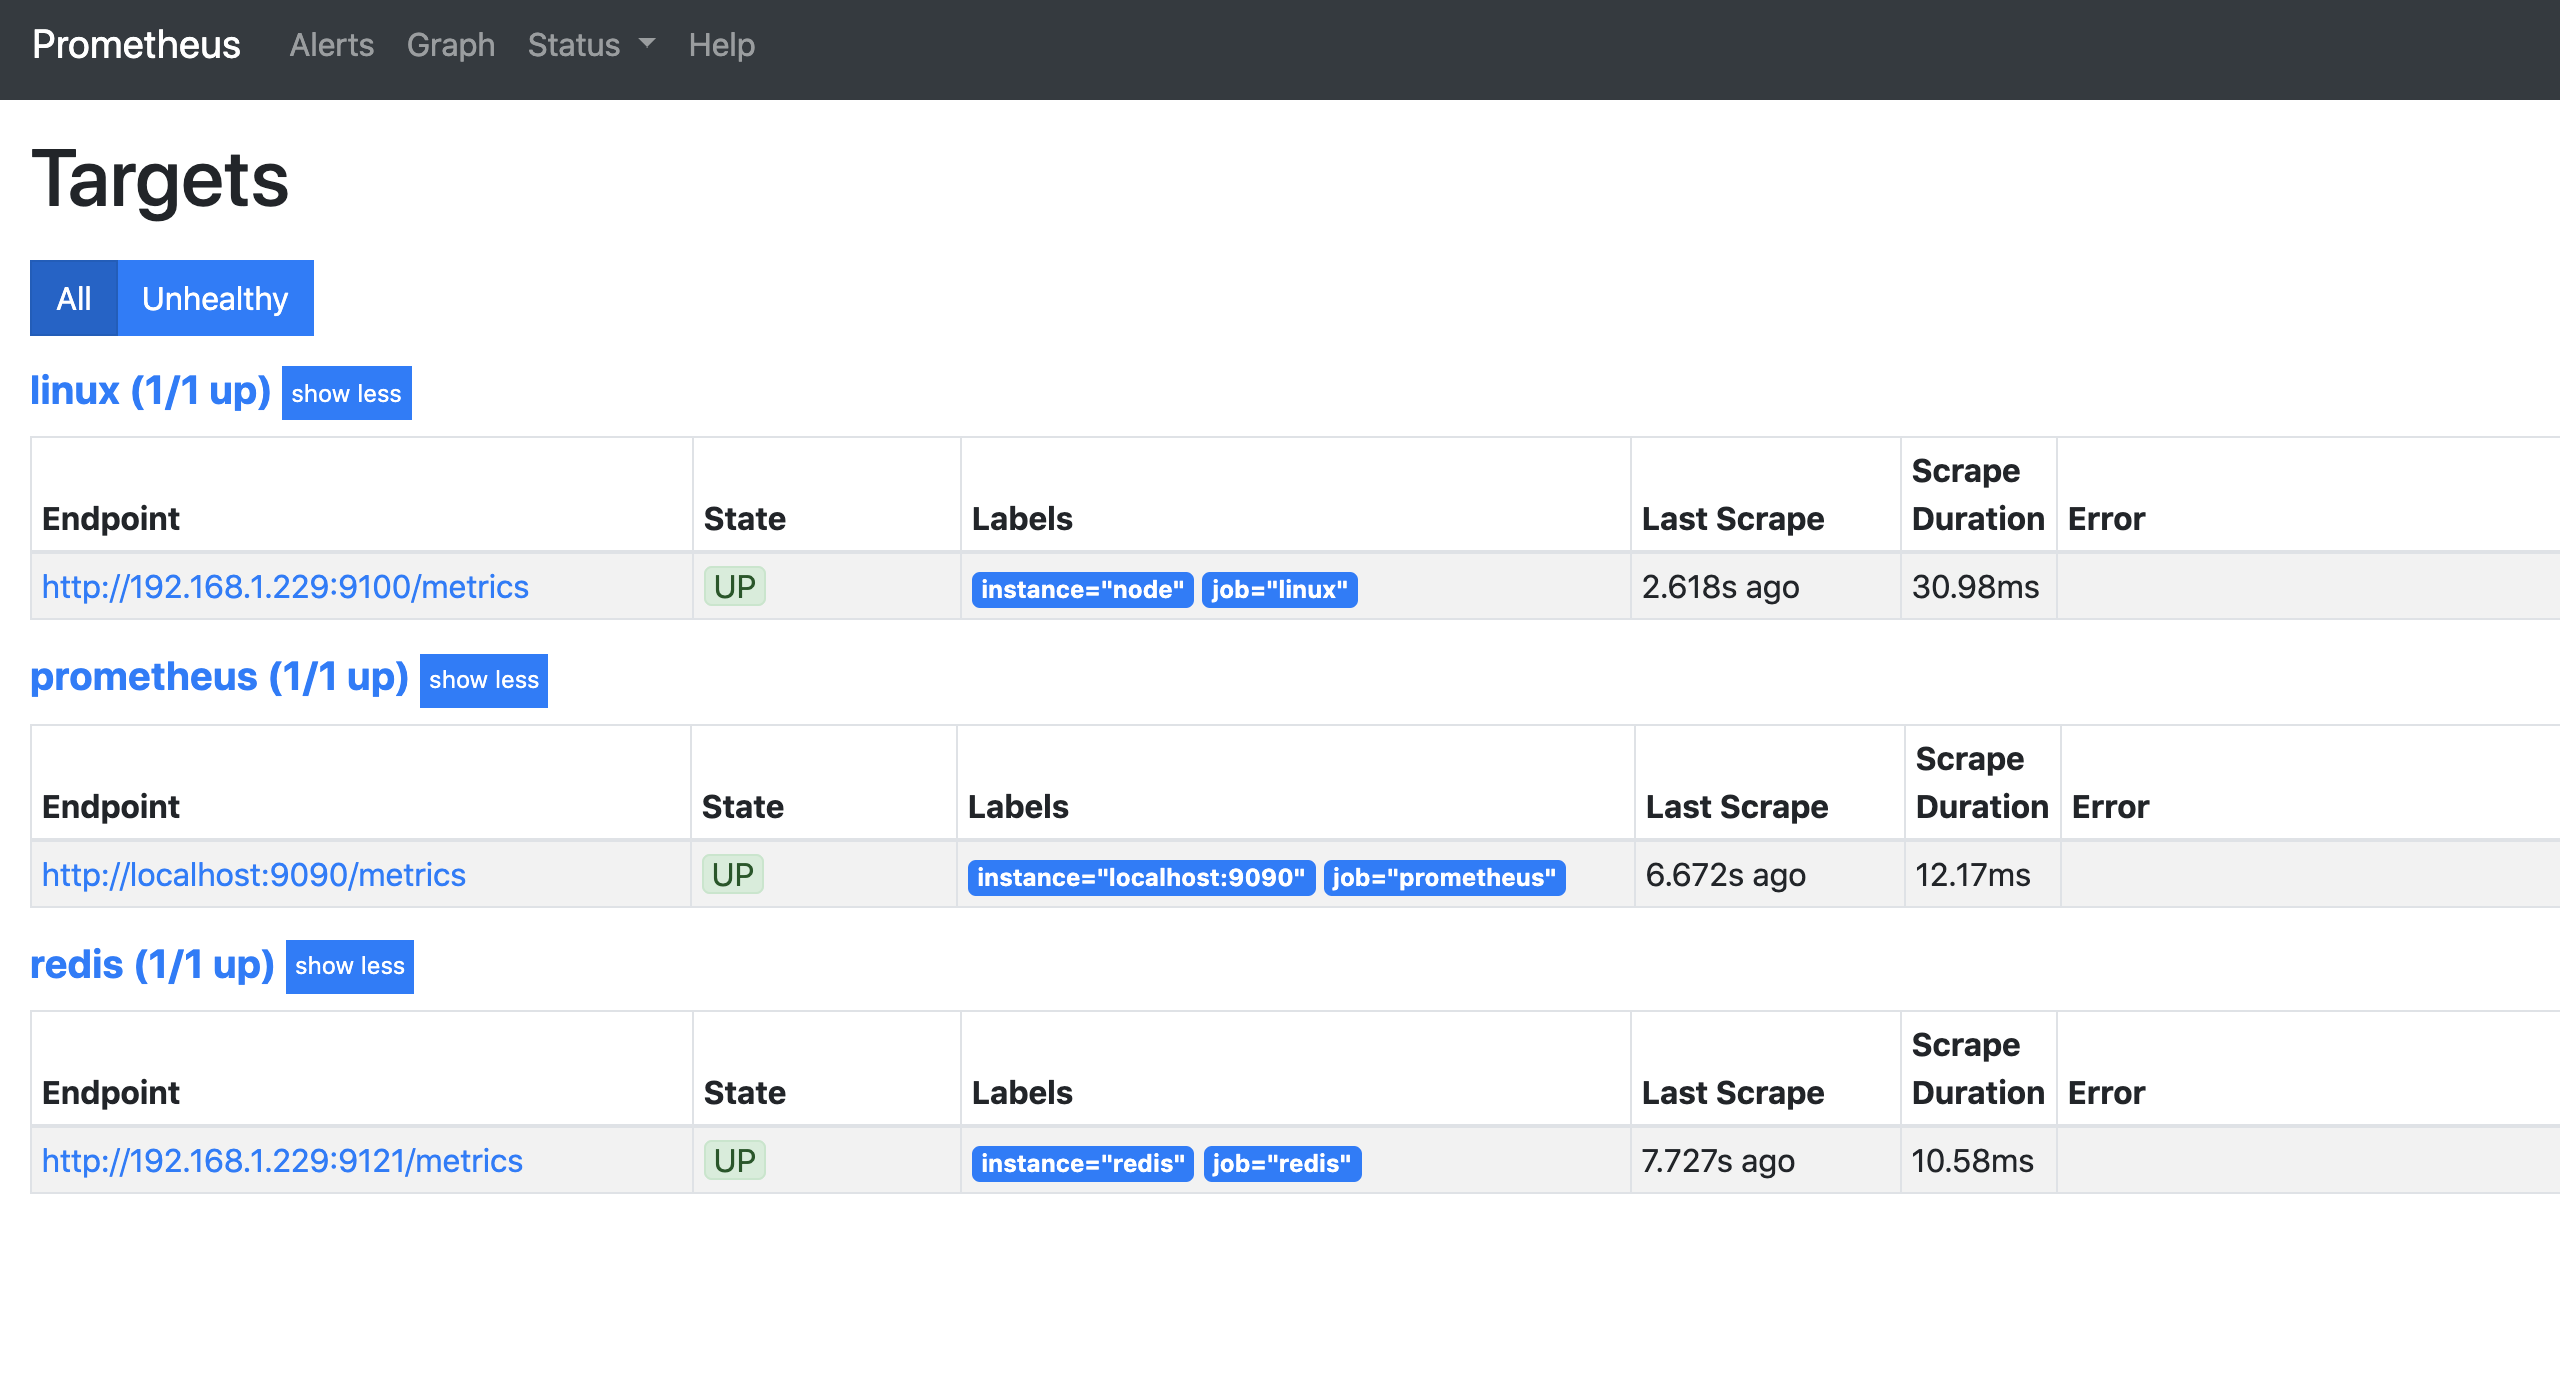 Prometheus Alerts Graph Status Help
Targets
All Unhealthy
linux (1/1 up) show less
Endpoint State Labels Last Scrape Scrape Duration Error
http://192.168.1.229:9100/metrics UP instance="node" job="linux" 2.618s ago 30.98ms
prometheus (1/1 up) show less
Endpoint State Labels Last Scrape Scrape Duration Error
http://localhost:9090/metrics UP instance="localhost:9090" job="prometheus" 6.672s ago 12.17ms
redis (1/1 up) show less
Endpoint State Labels Last Scrape Scrape Duration Error
http://192.168.1.229:9121/metrics UP instance="redis" job="redis" 7.727s ago 10.58ms